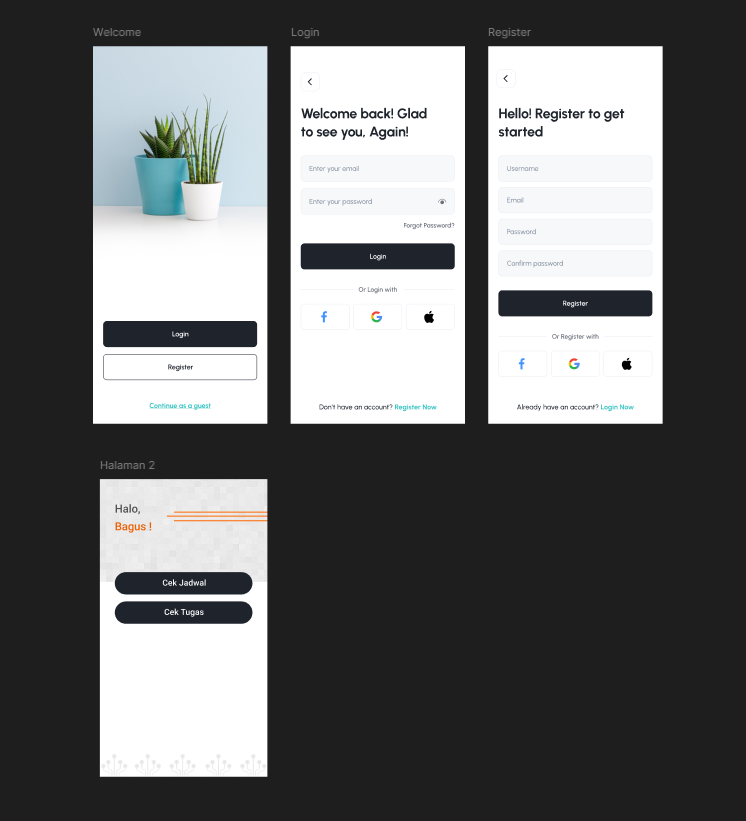 Welcome
Login
Register
Continue as a guest
Login
Welcome back! Glad
to see you, Again!
Enter your email
Enter your password
Forgot Password?
Login
Or Login with
Don't have an account? Register Now
Register
Hello! Register to get
started
Username
Email
Password
Confirm password
Register
Or Register with
Already have an account? Login Now
Halaman 2
Halo,
Bagus !
Cek Jadwal
Cek Tugas